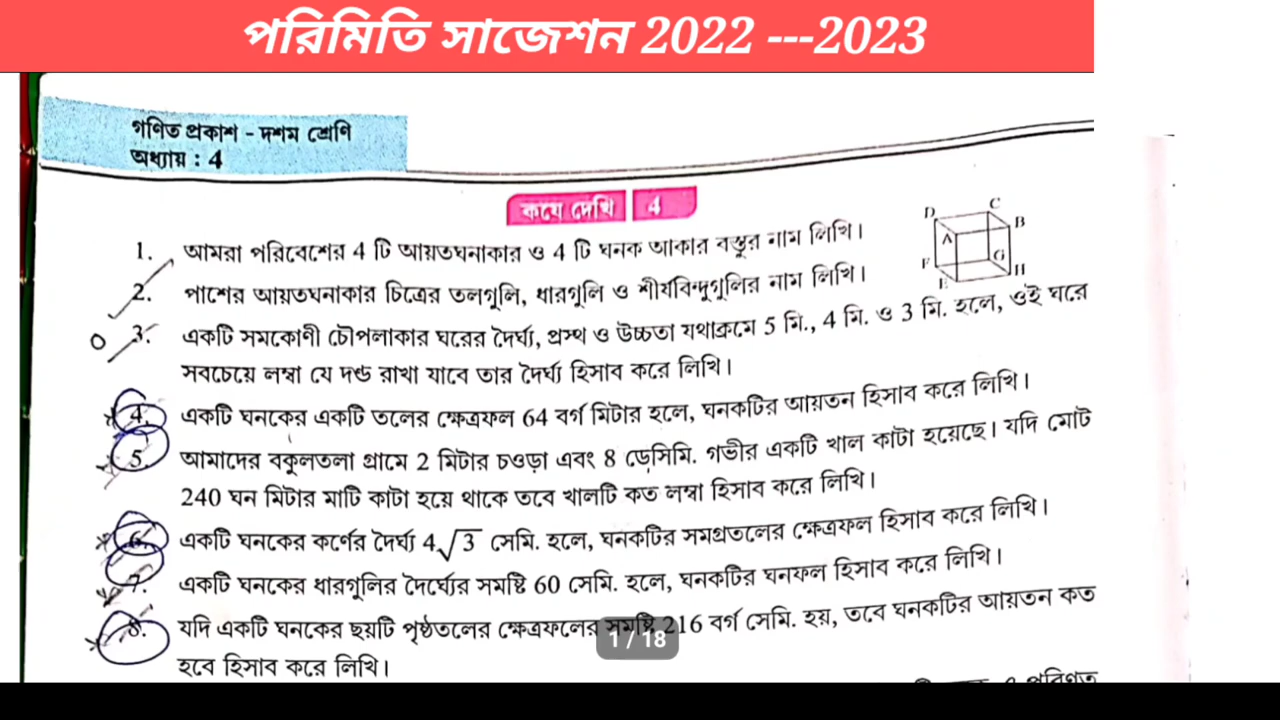 পরিমিতি সাজেশন 2022 ---2023
গণিত প্রকাশ - দশম শ্রেণি
অধ্যায় : 4
কষে দেখি 4
1. আমরা পরিবেশের 4 টি আয়তঘনাকার ও 4 টি ঘনক আকার বস্তুর নাম লিখি।
2. পাশের আয়তঘনাকার চিত্রের তলগুলি, ধারগুলি ও শীর্ষবিন্দুগুলির নাম লিখি।
D C
A B
F G
E H
3. একটি সমকোণী চৌপলাকার ঘরের দৈর্ঘ্য, প্রস্থ ও উচ্চতা যথাক্রমে 5 মি., 4 মি. ও 3 মি. হলে, ওই ঘরে
সবচেয়ে লম্বা যে দন্ড রাখা যাবে তার দৈর্ঘ্য হিসাব করে লিখি।
4. একটি ঘনকের একটি তলের ক্ষেত্রফল 64 বর্গ মিটার হলে, ঘনকটির আয়তন হিসাব করে লিখি।
5. আমাদের বকুলতলা গ্রামে 2 মিটার চওড়া এবং 8 ডেসিমি. গভীর একটি খাল কাটা হয়েছে। যদি মোট
240 ঘন মিটার মাটি কাটা হয়ে থাকে তবে খালটি কত লম্বা হিসাব করে লিখি।
6. একটি ঘনকের কর্ণের দৈর্ঘ্য 4√3 সেমি. হলে, ঘনকটির সমগ্রতলের ক্ষেত্রফল হিসাব করে লিখি।
7. একটি ঘনকের ধারগুলির দৈর্ঘ্যের সমষ্টি 60 সেমি. হলে, ঘনকটির ঘনফল হিসাব করে লিখি।
8. যদি একটি ঘনকের ছয়টি পৃষ্ঠতলের ক্ষেত্রফলের সমষ্টি 216 বর্গ সেমি. হয়, তবে ঘনকটির আয়তন কত
হবে হিসাব করে লিখি।
1 / 18